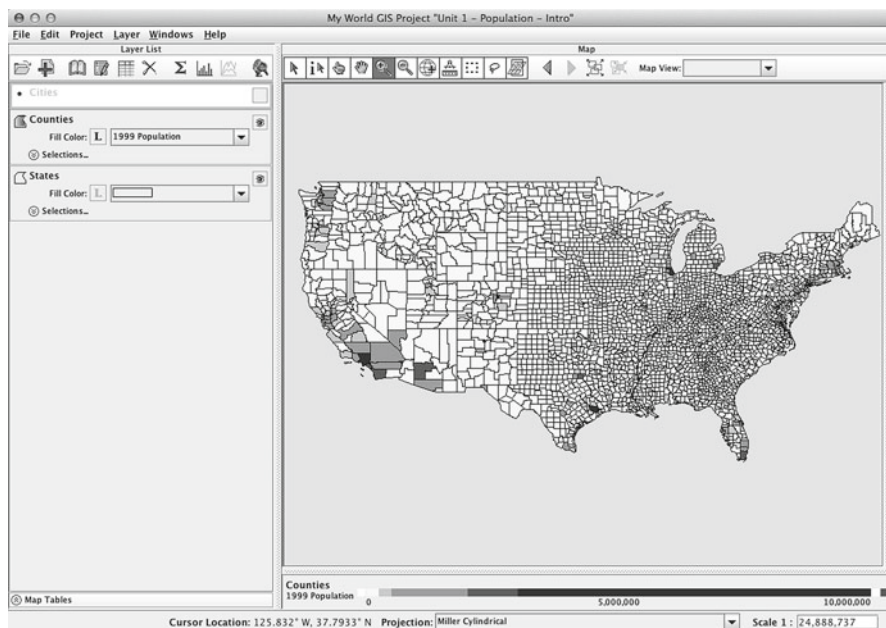 My World GIS Project "Unit 1 - Population - Intro"
File Edit Project Layer Windows Help
Layer List
Map
Map View:
Cities
Counties
Fill Color: L 1999 Population
Selections...
States
Fill Color: L
Selections...
Map Tables
Counties
1999 Population
0 5,000,000 10,000,000
Cursor Location: 125.832° W, 37.7933° N Projection: Miller Cylindrical Scale 1 : 24,888,737